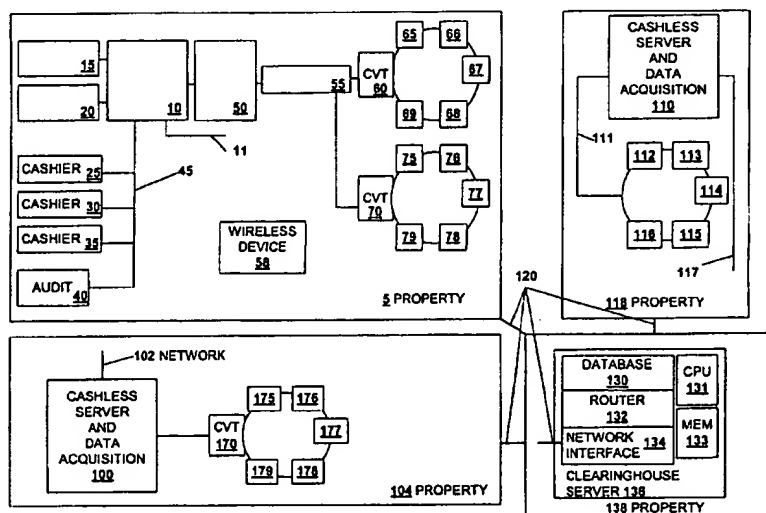 15
20
10
50
55
CVT
60
65
66
67
68
69
11
45
CASHIER 25
CASHIER 30
CASHIER 35
AUDIT 40
WIRELESS
DEVICE
58
CVT
70
75
76
77
78
79
5 PROPERTY
CASHLESS
SERVER
AND
DATA
ACQUISITION
110
111
112
113
114
115
116
117
118 PROPERTY
120
102 NETWORK
CASHLESS
SERVER
AND
DATA
ACQUISITION
100
CVT
170
175
176
177
178
179
104 PROPERTY
DATABASE
130
CPU
131
ROUTER
132
MEM
133
NETWORK
INTERFACE 134
CLEARINGHOUSE
SERVER 136
138 PROPERTY